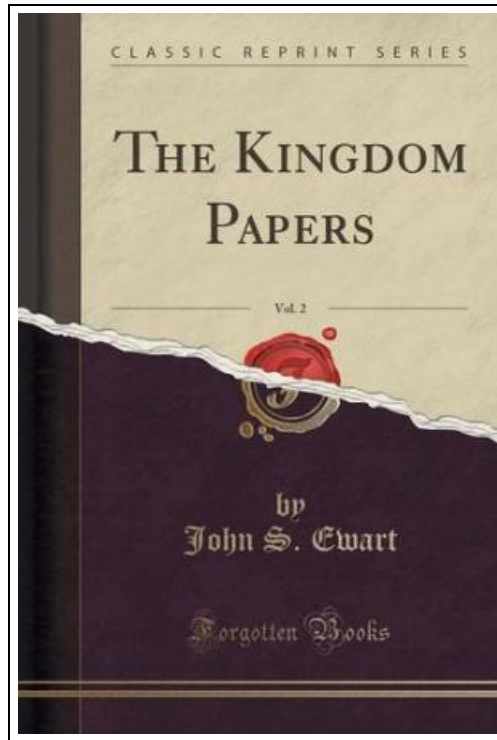 CLASSIC REPRINT SERIES
THE KINGDOM
PAPERS
Vol. 2
by
John S. Ewart
Forgotten Books